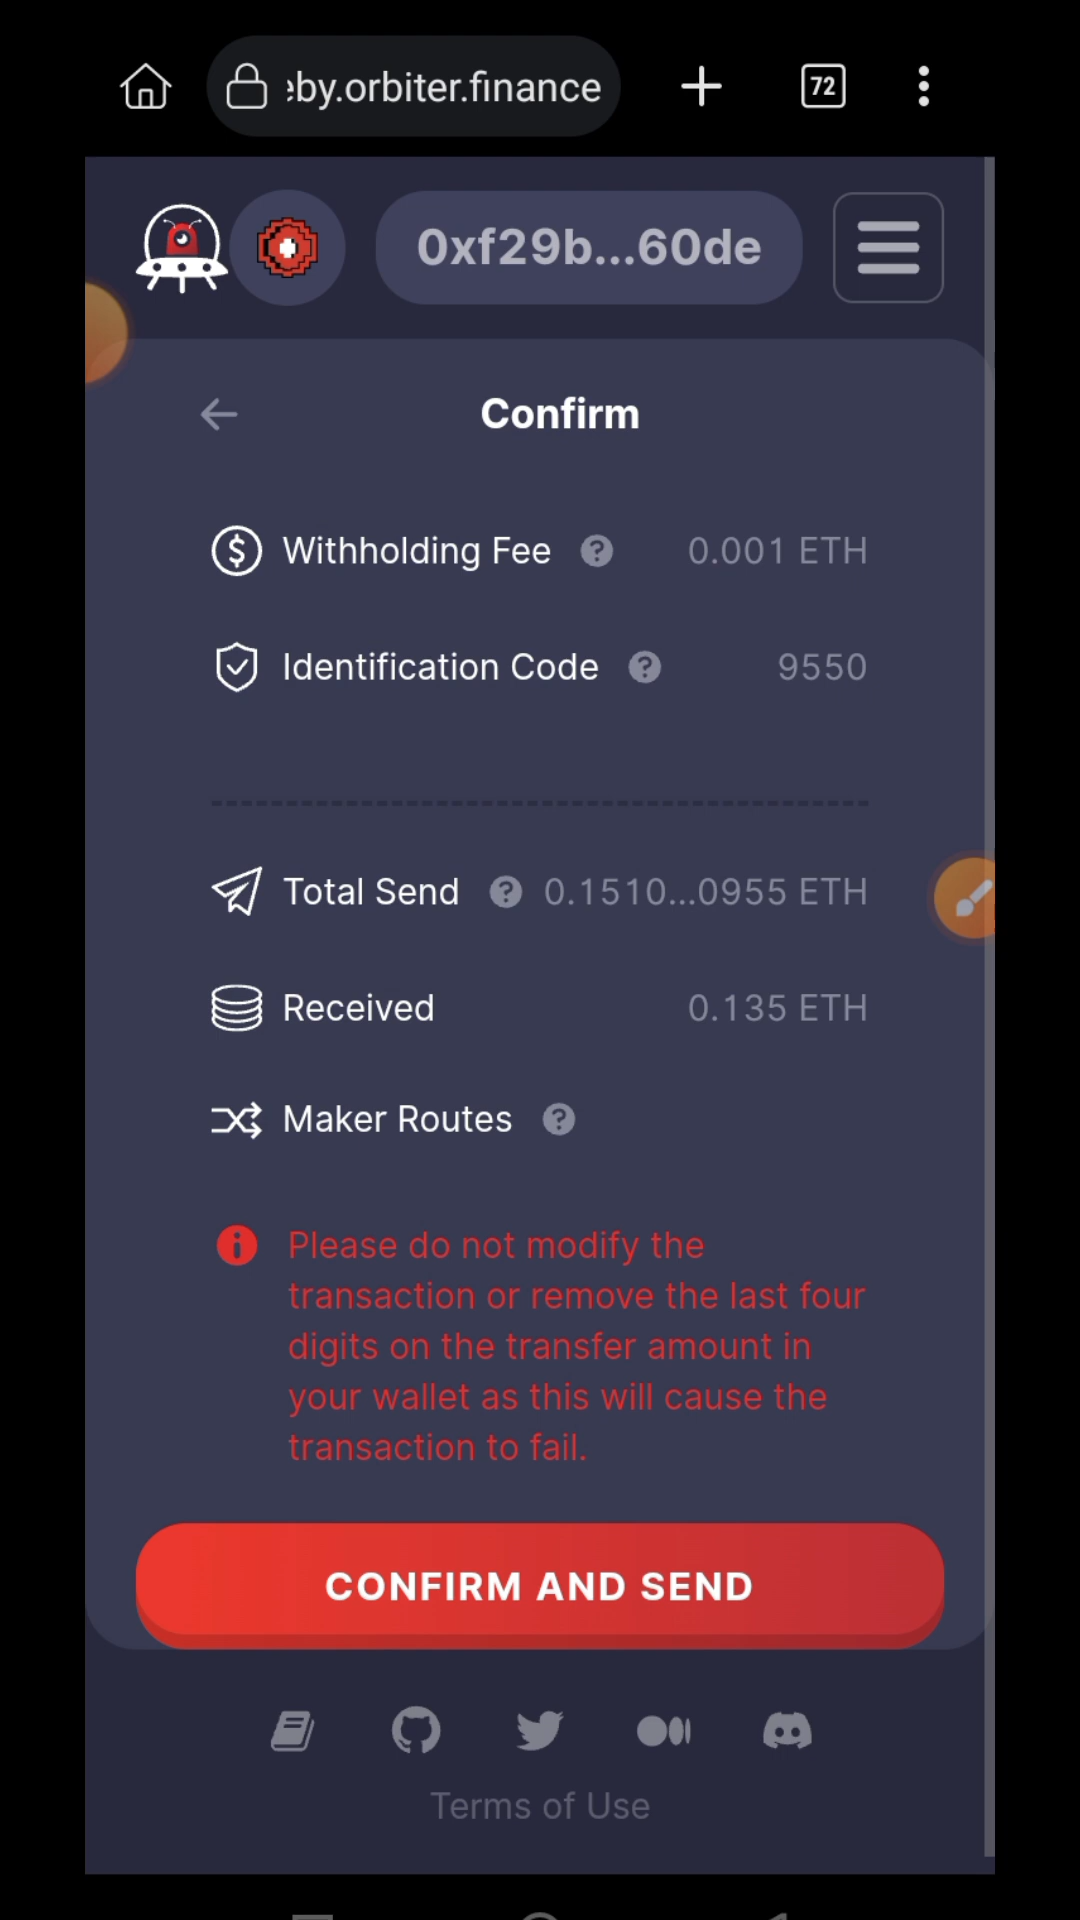 eby.orbiter.finance
72
0xf29b...60de
Confirm
Withholding Fee ? 0.001 ETH
Identification Code ? 9550
Total Send ? 0.1510...0955 ETH
Received 0.135 ETH
Maker Routes ?
Please do not modify the
transaction or remove the last four
digits on the transfer amount in
your wallet as this will cause the
transaction to fail.
CONFIRM AND SEND
Terms of Use